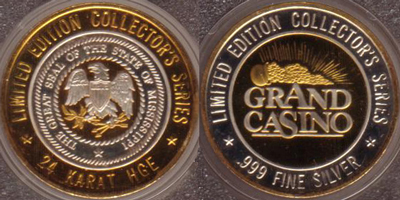 LIMITED EDITION COLLECTOR'S SERIES
THE GREAT SEAL OF THE STATE OF MISSISSIPPI
24 KARAT HGE
LIMITED EDITION COLLECTOR'S SERIES
GRAND
CASINO
.999 FINE SILVER